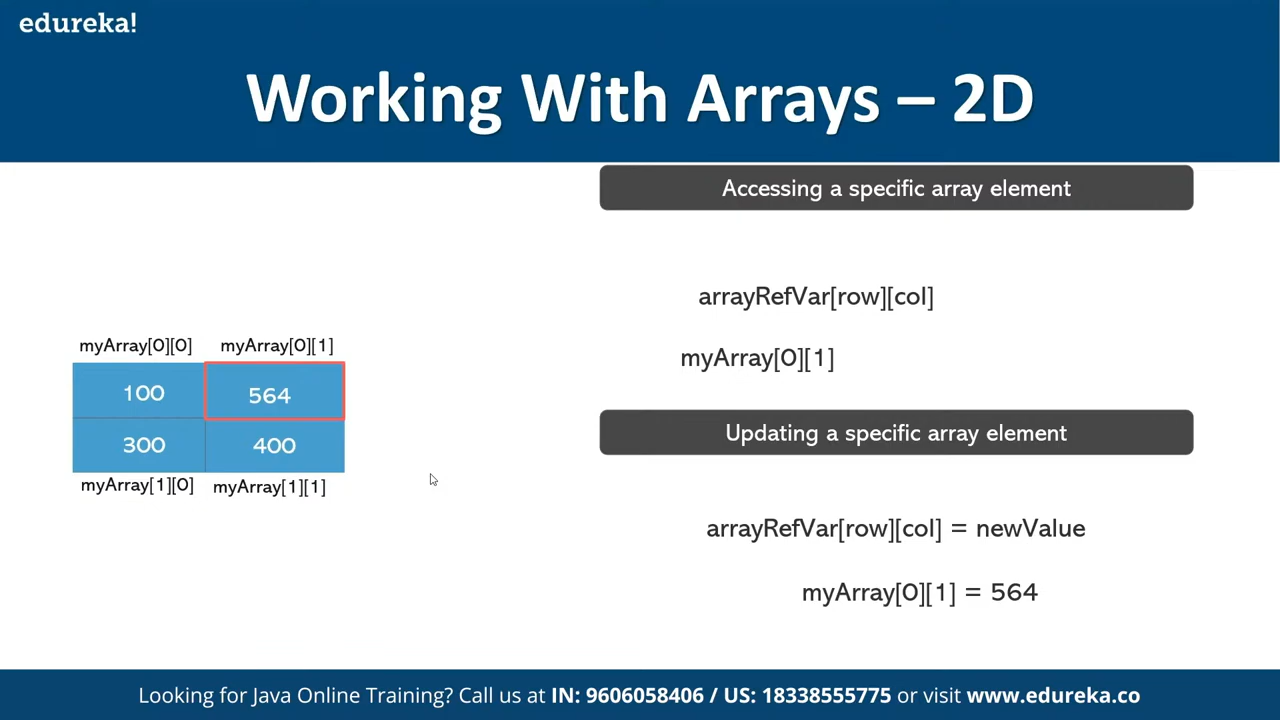 edureka!
Working With Arrays – 2D
Accessing a specific array element
arrayRefVar[row][col]
myArray[0][1]
myArray[0][0] myArray[0][1]
100 564
300 400
myArray[1][0] myArray[1][1]
Updating a specific array element
arrayRefVar[row][col] = newValue
myArray[0][1] = 564
Looking for Java Online Training? Call us at IN: 9606058406 / US: 18338555775 or visit www.edureka.co